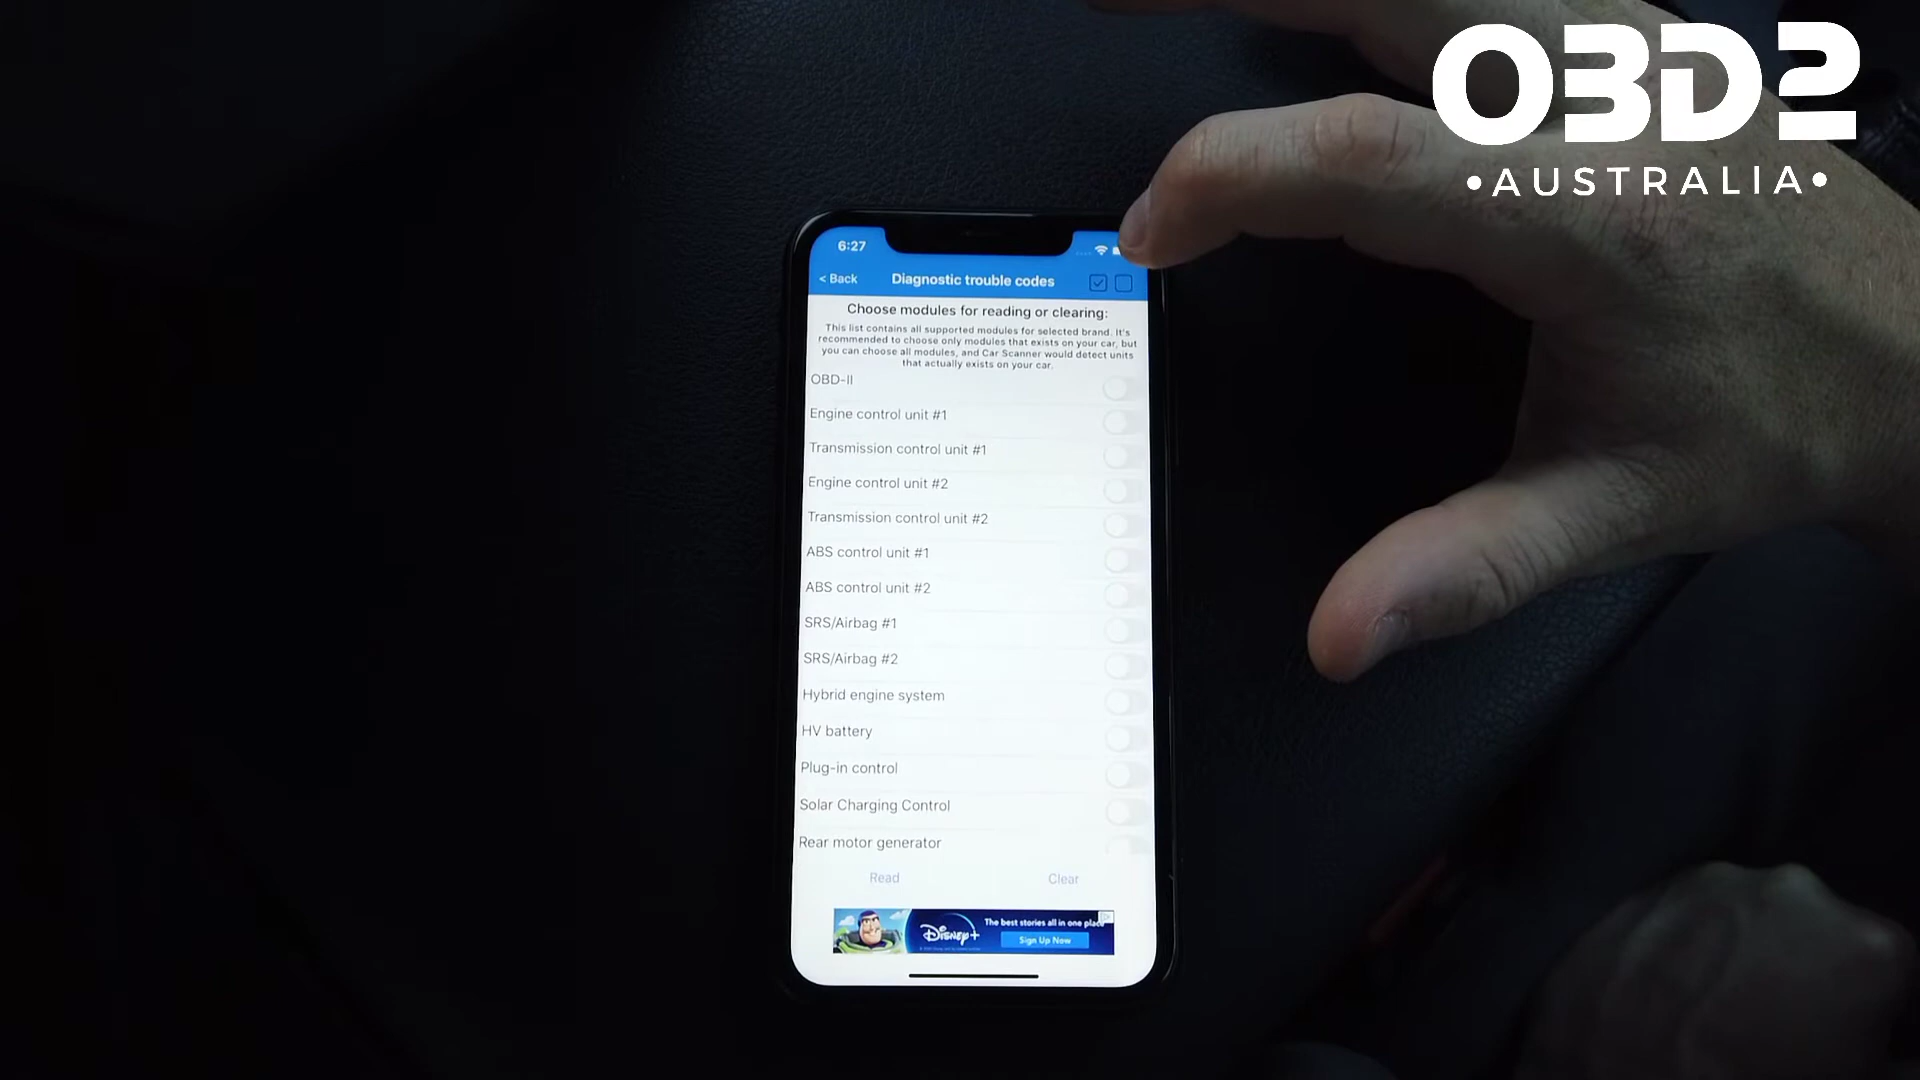 OBD2
•AUSTRALIA•
6:27
< Back
Diagnostic trouble codes
Choose modules for reading or clearing:
This list contains all supported modules for selected brand. It's
recommended to choose only modules that exists on your car, but
you can choose all modules, and Car Scanner would detect units
that actually exists on your car.
OBD-II
Engine control unit #1
Transmission control unit #1
Engine control unit #2
Transmission control unit #2
ABS control unit #1
ABS control unit #2
SRS/Airbag #1
SRS/Airbag #2
Hybrid engine system
HV battery
Plug-in control
Solar Charging Control
Rear motor generator
Read
Clear
Disney+
The best stories all in one place
Sign Up Now